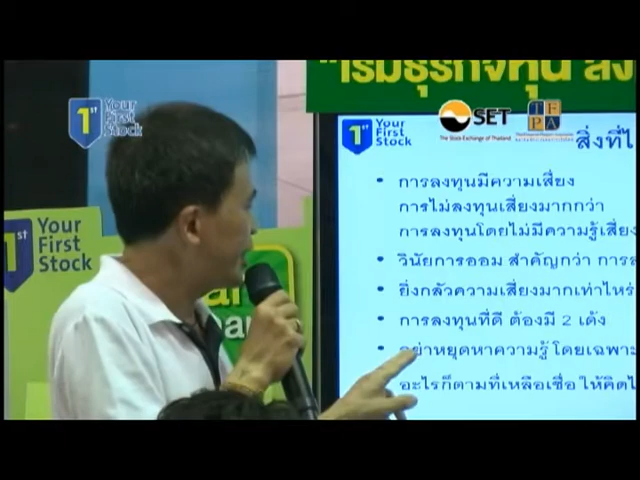 "เริ่มธุรกิจหุ้น
1ST Your First Stock
1ST Your First Stock
SET
The Stock Exchange of Thailand
TFPA
สิ่งที่
1ST Your First Stock
การลงทุนมีความเสี่ยง
การไม่ลงทุนเสี่ยงมากกว่า
การลงทุนโดยไม่มีความรู้เสี่ยง
วินัยการออม สำคัญกว่า การ
ยิ่งกลัวความเสี่ยงมากเท่าไหร่
การลงทุนที่ดี ต้องมี 2 เด้ง
อย่าหยุดหาความรู้ โดยเฉพาะ
อะไรก็ตามที่เหลือเชื่อ ให้คิด